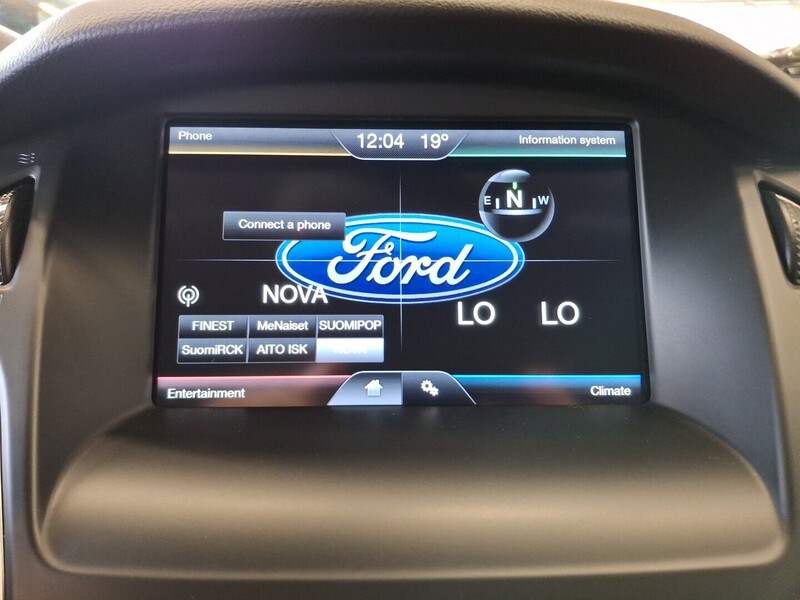 Phone
12:04 19°
Information system
E N W
Connect a phone
Ford
NOVA
LO LO
FINEST MeNaiset SUOMIPOP
SuomiRCK AITO ISK NOVA
Entertainment
Climate